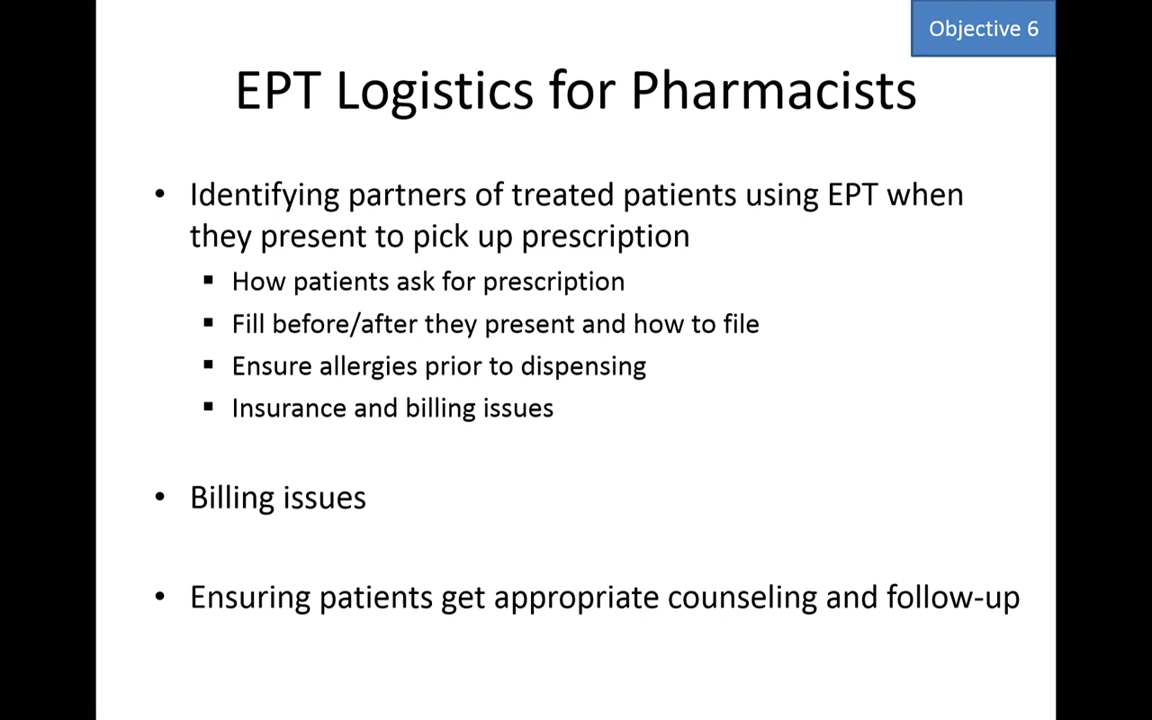 Objective 6
EPT Logistics for Pharmacists
• Identifying partners of treated patients using EPT when
they present to pick up prescription
▪ How patients ask for prescription
▪ Fill before/after they present and how to file
▪ Ensure allergies prior to dispensing
▪ Insurance and billing issues
• Billing issues
• Ensuring patients get appropriate counseling and follow-up